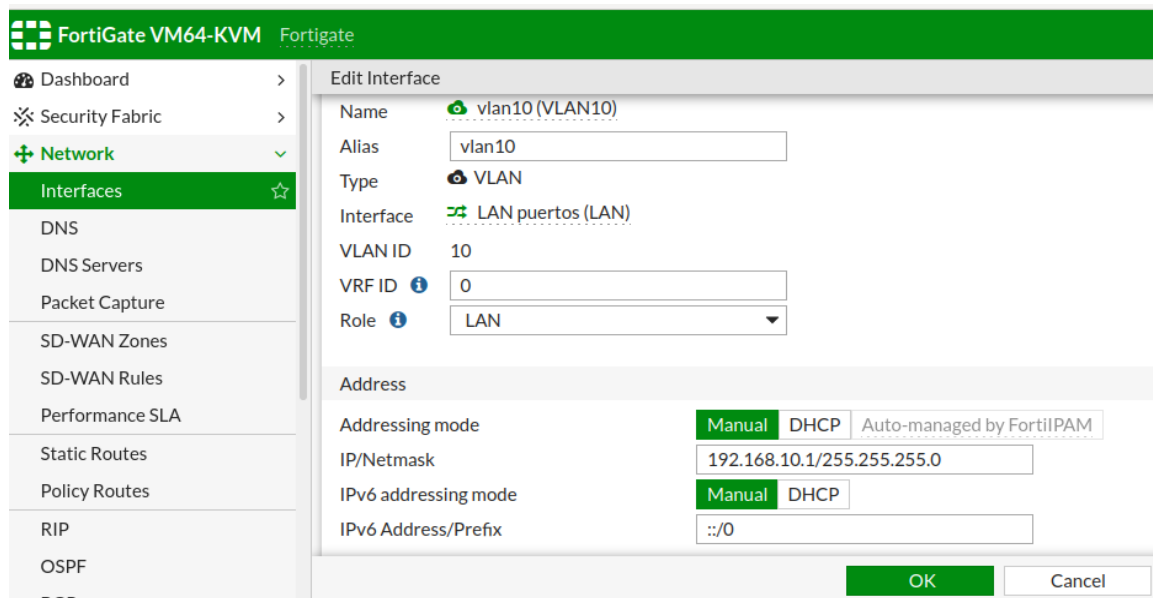 FortiGate VM64-KVM Fortigate
Dashboard
Security Fabric
Network
Interfaces
DNS
DNS Servers
Packet Capture
SD-WAN Zones
SD-WAN Rules
Performance SLA
Static Routes
Policy Routes
RIP
OSPF
Edit Interface
Name vlan10 (VLAN10)
Alias vlan10
Type VLAN
Interface LAN puertos (LAN)
VLAN ID 10
VRF ID 0
Role LAN
Address
Addressing mode Manual DHCP Auto-managed by FortiIPAM
IP/Netmask 192.168.10.1/255.255.255.0
IPv6 addressing mode Manual DHCP
IPv6 Address/Prefix ::/0
OK Cancel